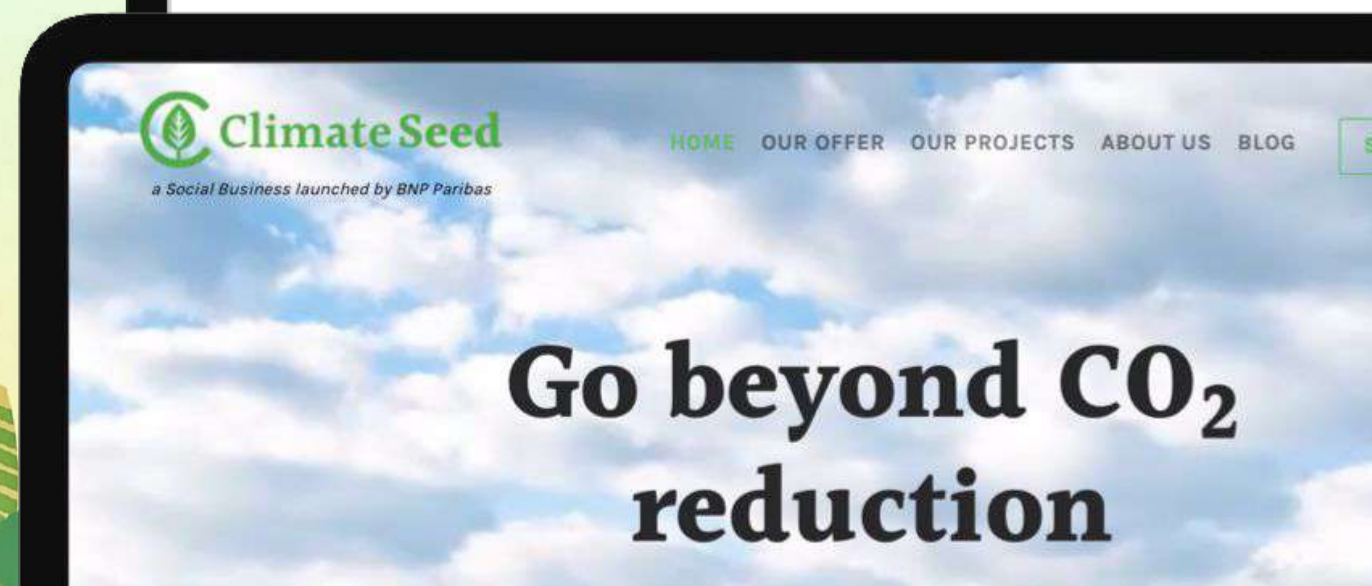 Climate Seed
a Social Business launched by BNP Paribas
HOME OUR OFFER OUR PROJECTS ABOUT US BLOG
Go beyond CO₂
reduction